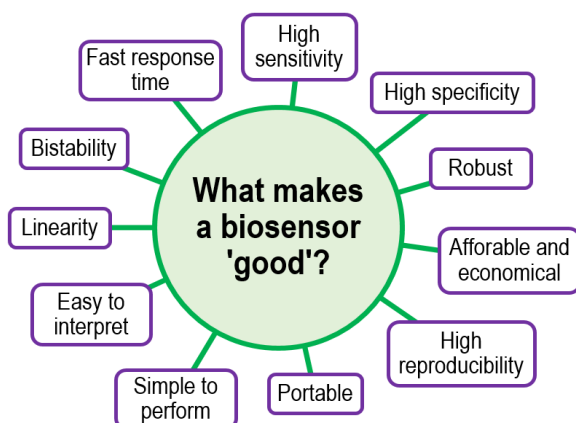 What makes
a biosensor
'good'?
High
sensitivity
High specificity
Robust
Afforable and
economical
High
reproducibility
Portable
Simple to
perform
Easy to
interpret
Linearity
Bistability
Fast response
time